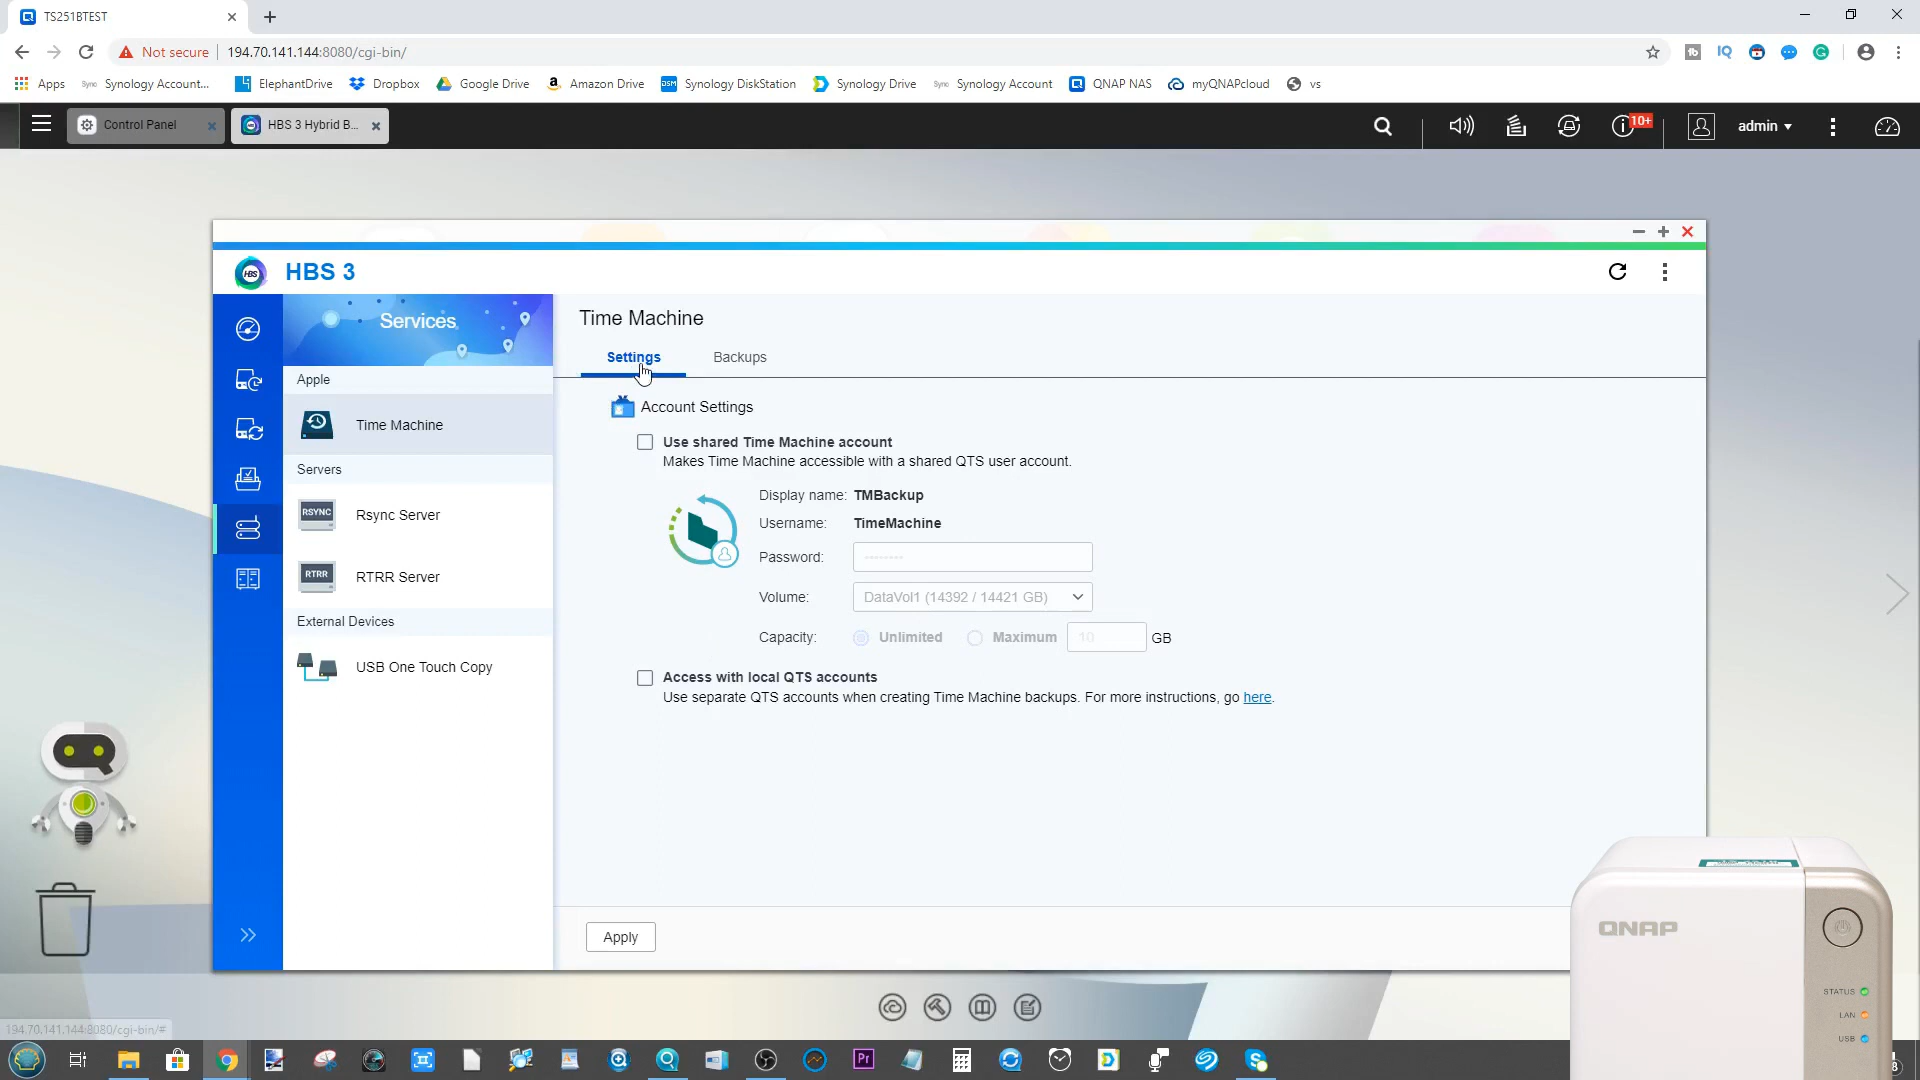 TS251BTEST
Not secure
194.70.141.144:8080/cgi-bin/
Apps
Synology Account...
ElephantDrive
Dropbox
Google Drive
Amazon Drive
DSM
Synology DiskStation
Synology Drive
Synology Account
QNAP NAS
myQNAPcloud
vs
Control Panel
HBS 3 Hybrid B...
10+
admin
HBS
HBS 3
Services
Time Machine
Settings
Backups
Apple
Time Machine
Servers
RSYNC
Rsync Server
RTRR
RTRR Server
External Devices
USB One Touch Copy
Account Settings
Use shared Time Machine account
Makes Time Machine accessible with a shared QTS user account.
Display name: TMBackup
Username: TimeMachine
Password: --------
Volume: DataVol1 (14392 / 14421 GB)
Capacity: Unlimited Maximum 10 GB
Access with local QTS accounts
Use separate QTS accounts when creating Time Machine backups. For more instructions, go here.
Apply
QNAP
STATUS
LAN
USB
194.70.141.144:8080/cgi-bin/#
Pr